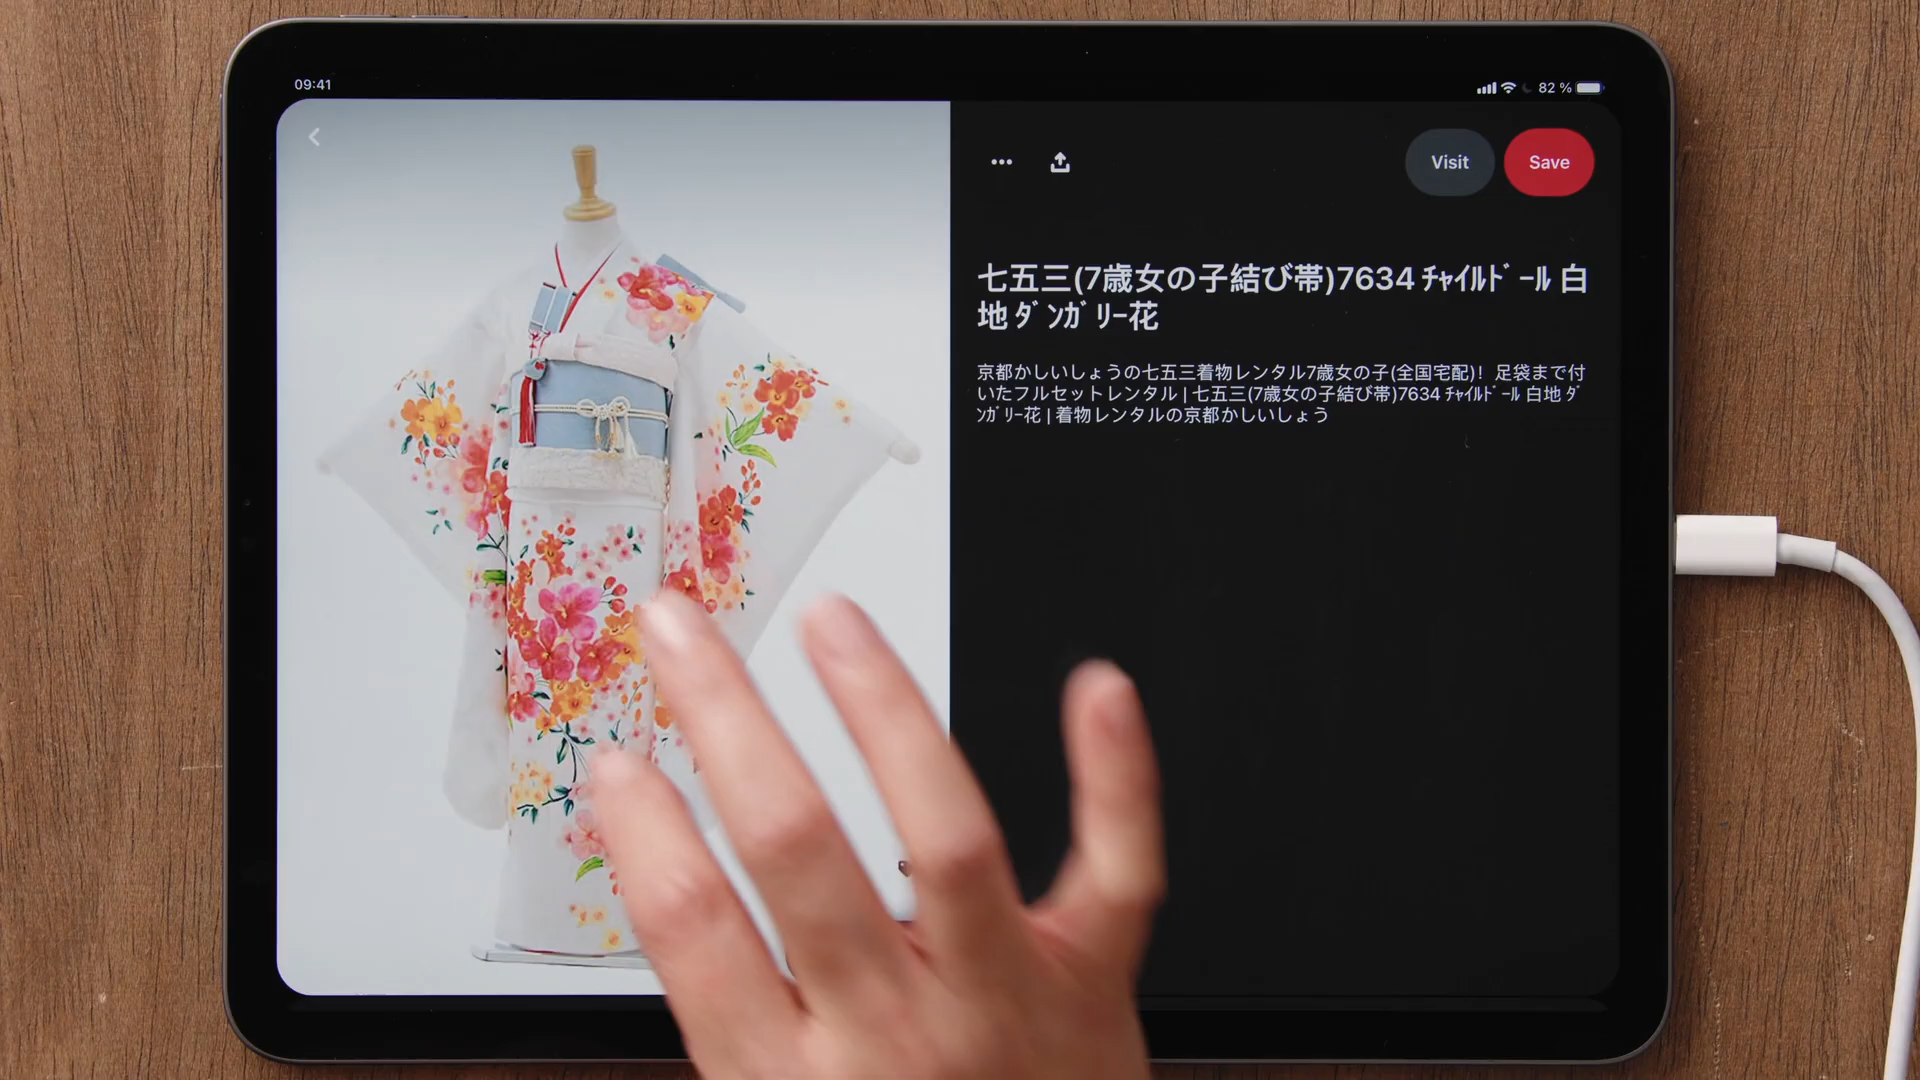 09:41
82 %
Visit
Save
七五三(7歳女の子結び帯)7634 ﾁｬｲﾙﾄﾞｰﾙ 白
地 ﾀﾞﾝｶﾞﾘｰ花
京都かしいしょうの七五三着物レンタル7歳女の子(全国宅配)！足袋まで付
いたフルセットレンタル | 七五三(7歳女の子結び帯)7634 ﾁｬｲﾙﾄﾞｰﾙ 白地 ﾀﾞ
ﾝｶﾞﾘｰ花 | 着物レンタルの京都かしいしょう